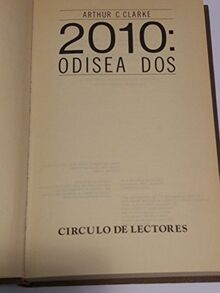 ARTHUR C. CLARKE
2010:
ODISEA DOS
CIRCULO DE LECTORES